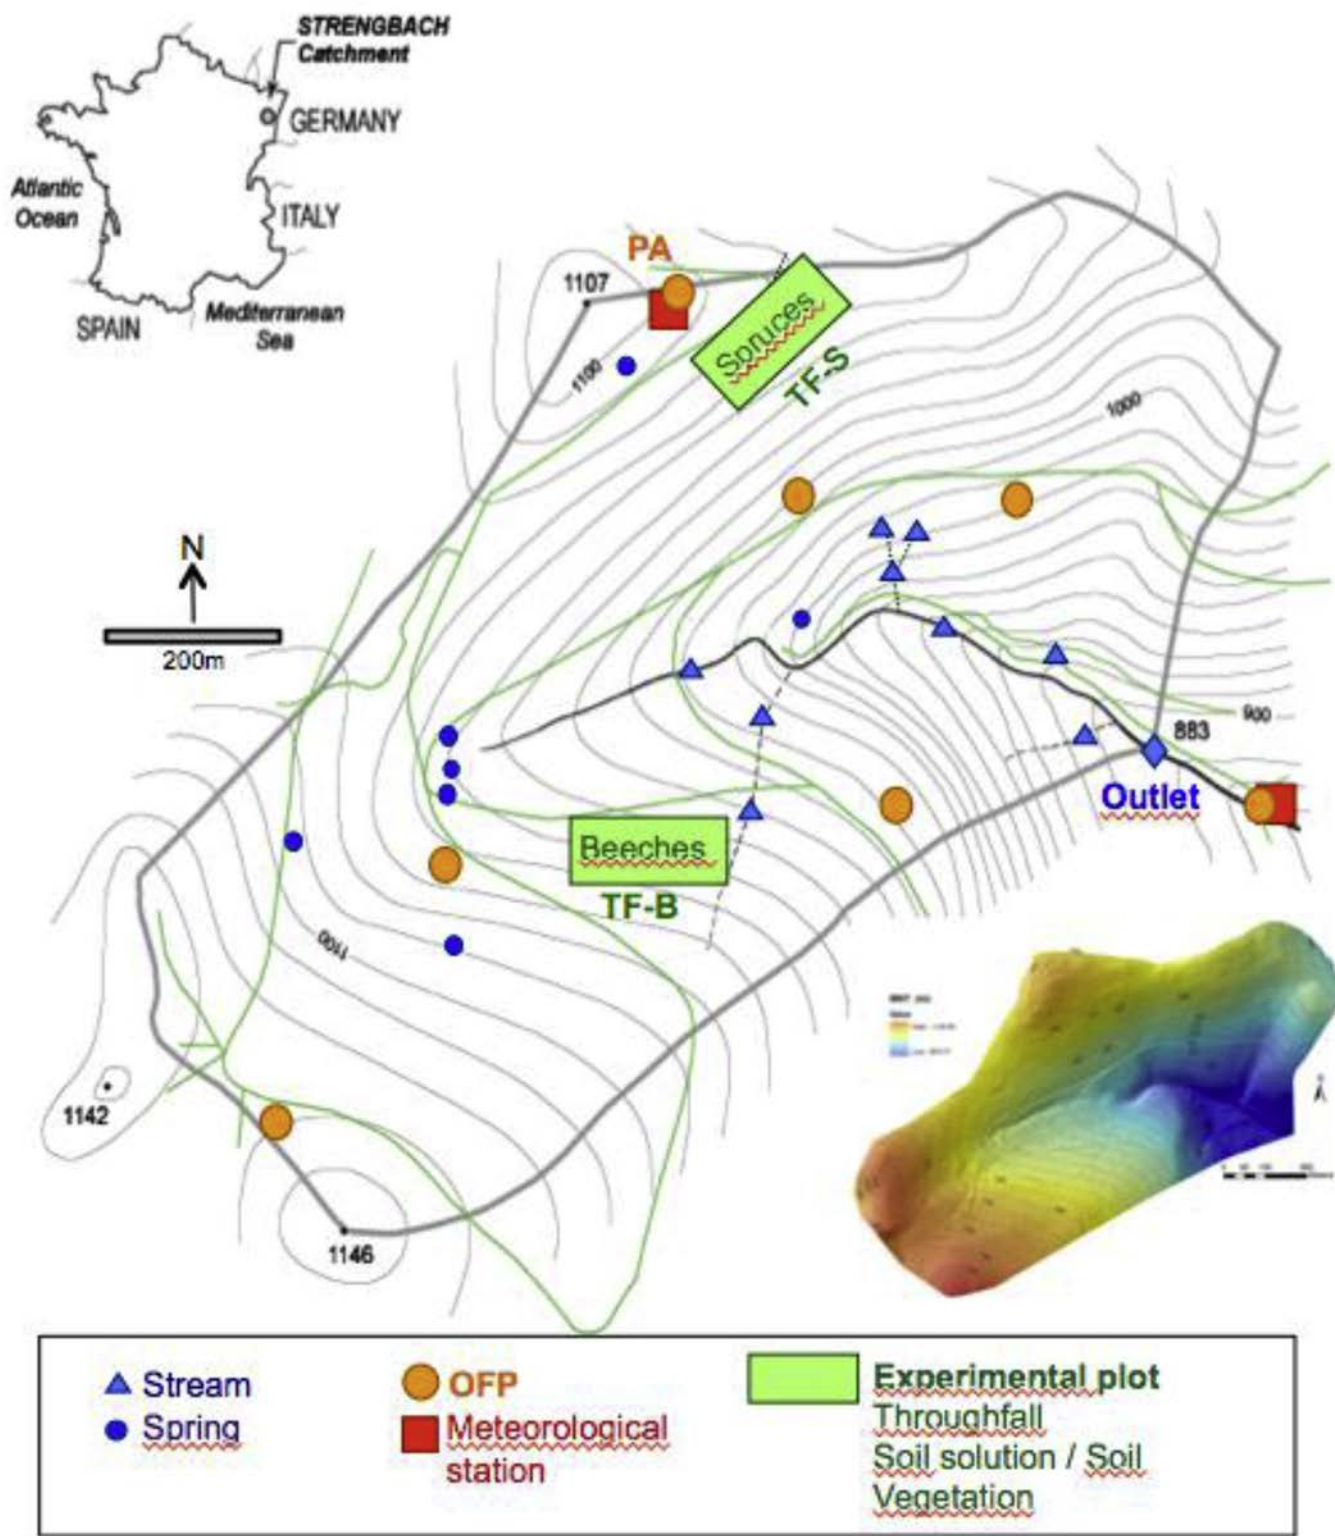 STRENGBACH
Catchment
GERMANY
Atlantic
Ocean
ITALY
SPAIN
Mediterranean
Sea
PA
1107
1100
Spruces
TF-S
1000
N
200m
900
883
Outlet
Beeches
TF-B
1100
1142
1146
Stream
Spring
OFP
Meteorological
station
Experimental plot
Throughfall
Soil solution / Soil
Vegetation